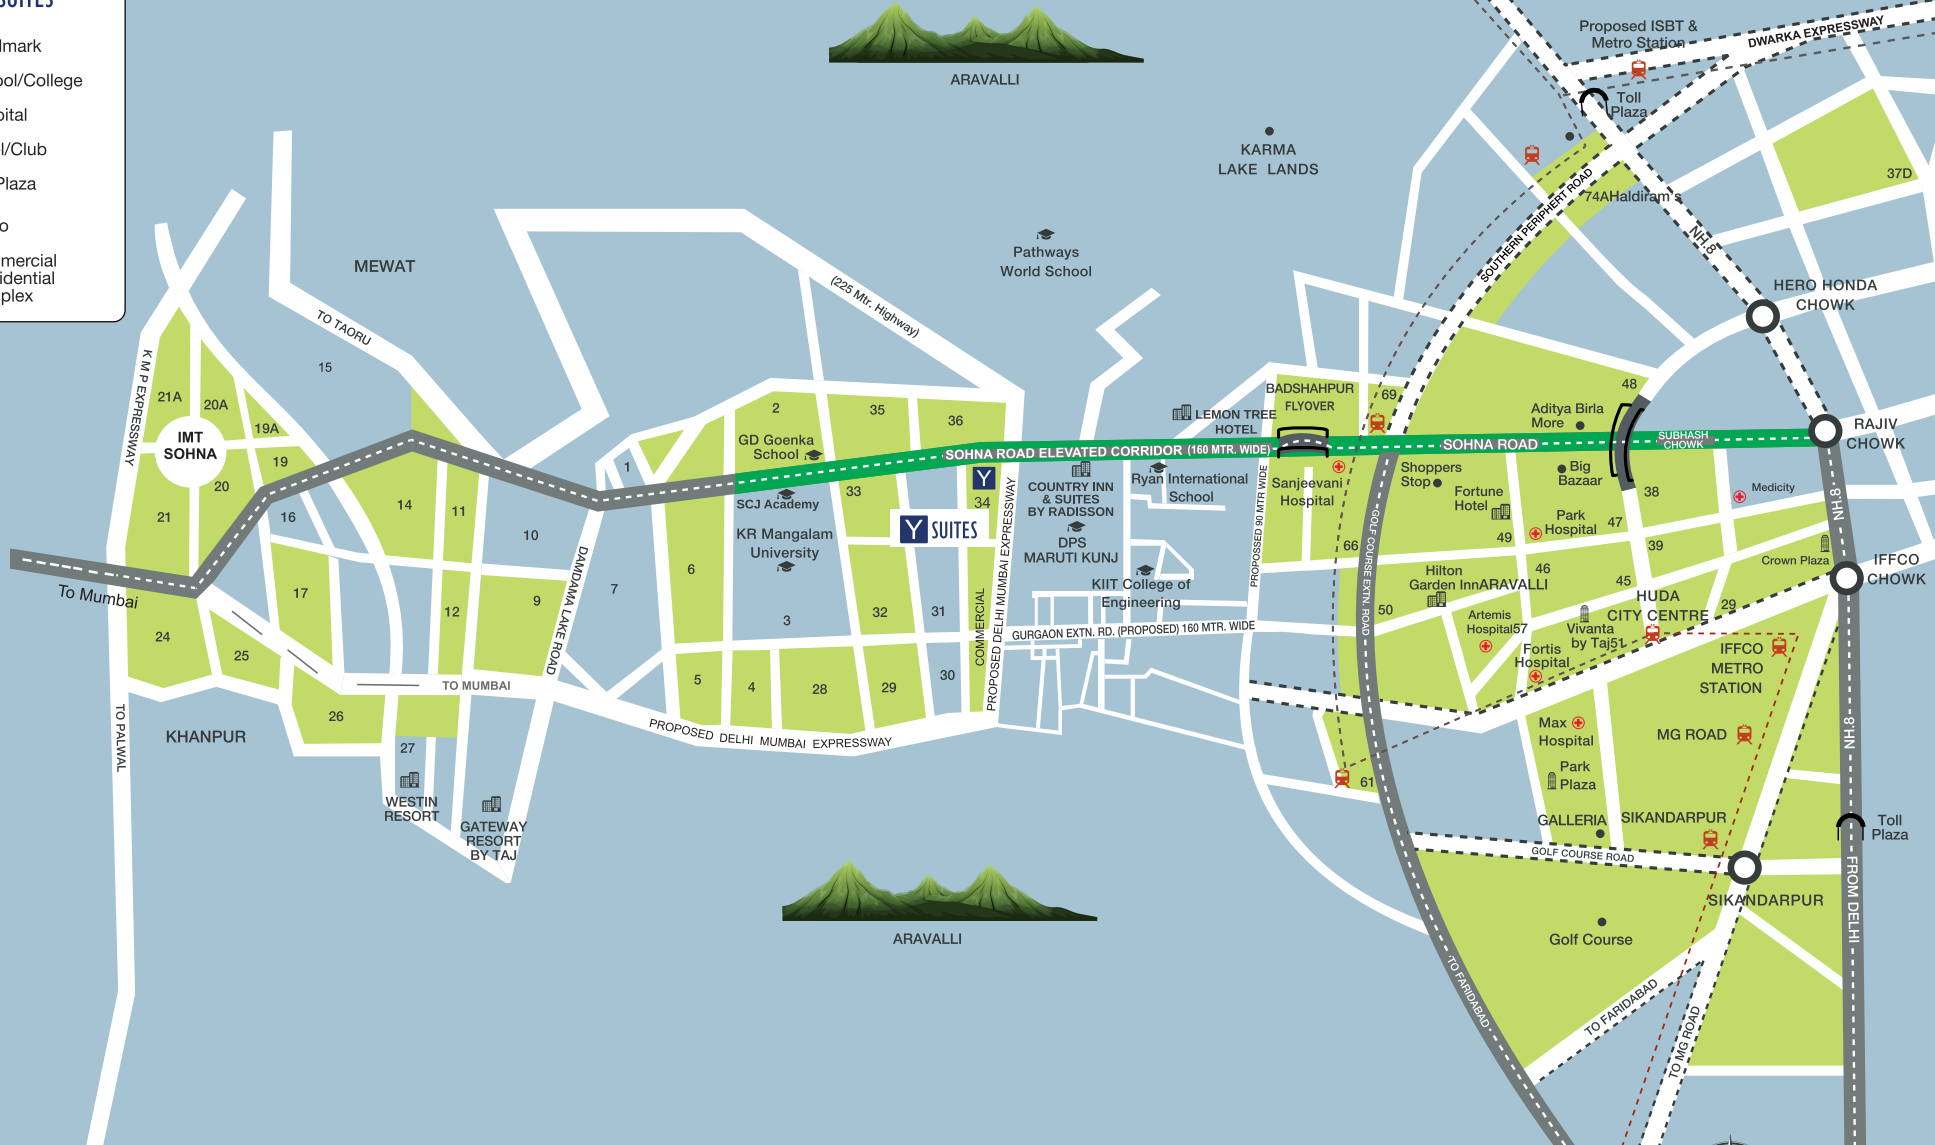 SUITES
lmark
ool/College
pital
l/Club
Plaza
o
mmercial
idential
plex
ARAVALLI
KARMA
LAKE LANDS
Pathways
World School
Proposed ISBT &
Metro Station
DWARKA EXPRESSWAY
Toll
Plaza
37D
74AHaldiram's
SOUTHERN PERIPHERT ROAD
NH.8
HERO HONDA
CHOWK
RAJIV
CHOWK
MEWAT
TO TAORU
(225 Mtr. Highway)
K M P EXPRESSWAY
15
21A
20A
19A
IMT
SOHNA
19
20
21
16
14
11
10
17
12
9
24
25
26
27
To Mumbai
TO MUMBAI
TO PALWAL
KHANPUR
WESTIN
RESORT
GATEWAY
RESORT
BY TAJ
DAMDAMA LAKE ROAD
1
7
2
35
36
GD Goenka
School
SCJ Academy
KR Mangalam
University
33
34
Y
Y SUITES
6
3
32
31
5
4
28
29
30
COMMERCIAL
PROPOSED DELHI MUMBAI EXPRESSWAY
PROPOSED DELHI MUMBAI EXPRESSWAY
SOHNA ROAD ELEVATED CORRIDOR (160 MTR. WIDE)
LEMON TREE
HOTEL
COUNTRY INN
& SUITES
BY RADISSON
Ryan International
School
DPS
MARUTI KUNJ
KIIT College of
Engineering
GURGAON EXTN. RD. (PROPOSED) 160 MTR. WIDE
PROPOSSED 90 MTR WIDE
BADSHAHPUR
FLYOVER
69
Sanjeevani
Hospital
66
GOLF COURSE EXTN. ROAD
SOHNA ROAD
SUBHASH
CHOWK
48
Aditya Birla
More
Shoppers
Stop
Big
Bazaar
Fortune
Hotel
Park
Hospital
38
47
49
39
Medicity
NH.8
Crown Plaza
IFFCO
CHOWK
46
45
Hilton
Garden InnARAVALLI
HUDA
CITY CENTRE
29
50
Artemis
Hospital57
Vivanta
by Taj51
Fortis
Hospital
IFFCO
METRO
STATION
Max
Hospital
MG ROAD
NH.8
61
Park
Plaza
GALLERIA
SIKANDARPUR
Toll
Plaza
GOLF COURSE ROAD
SIKANDARPUR
FROM DELHI
Golf Course
TO FARIDABAD
TO FARIDABAD
TO MG ROAD
ARAVALLI